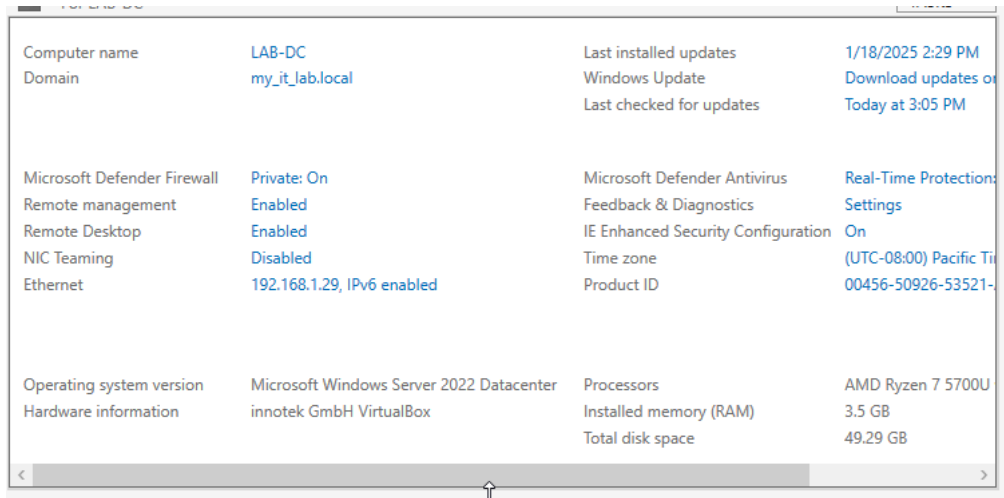 Computer name LAB-DC Last installed updates 1/18/2025 2:29 PM
Domain my_it_lab.local Windows Update Download updates
Last checked for updates Today at 3:05 PM
Microsoft Defender Firewall Private: On Microsoft Defender Antivirus Real-Time Protection:
Remote management Enabled Feedback & Diagnostics Settings
Remote Desktop Enabled IE Enhanced Security Configuration On
NIC Teaming Disabled Time zone (UTC-08:00) Pacific
Ethernet 192.168.1.29, IPv6 enabled Product ID 00456-50926-53521-
Operating system version Microsoft Windows Server 2022 Datacenter Processors AMD Ryzen 7 5700U
Hardware information innotek GmbH VirtualBox Installed memory (RAM) 3.5 GB
Total disk space 49.29 GB